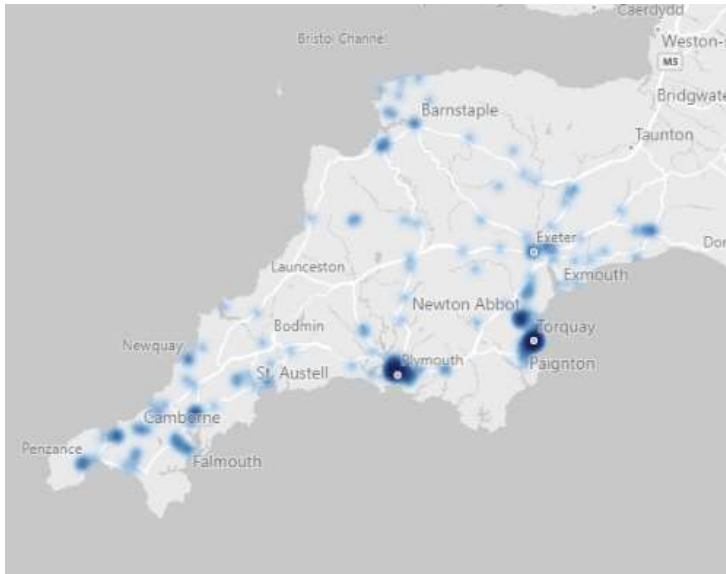 Caerdydd
Bristol Channel
Weston-s
M5
Barnstaple
Bridgwate
Taunton
Exeter
Dor
Launceston
Exmouth
Newton Abbot
Bodmin
Torquay
Newquay
Plymouth
Paignton
St. Austell
Camborne
Penzance
Falmouth